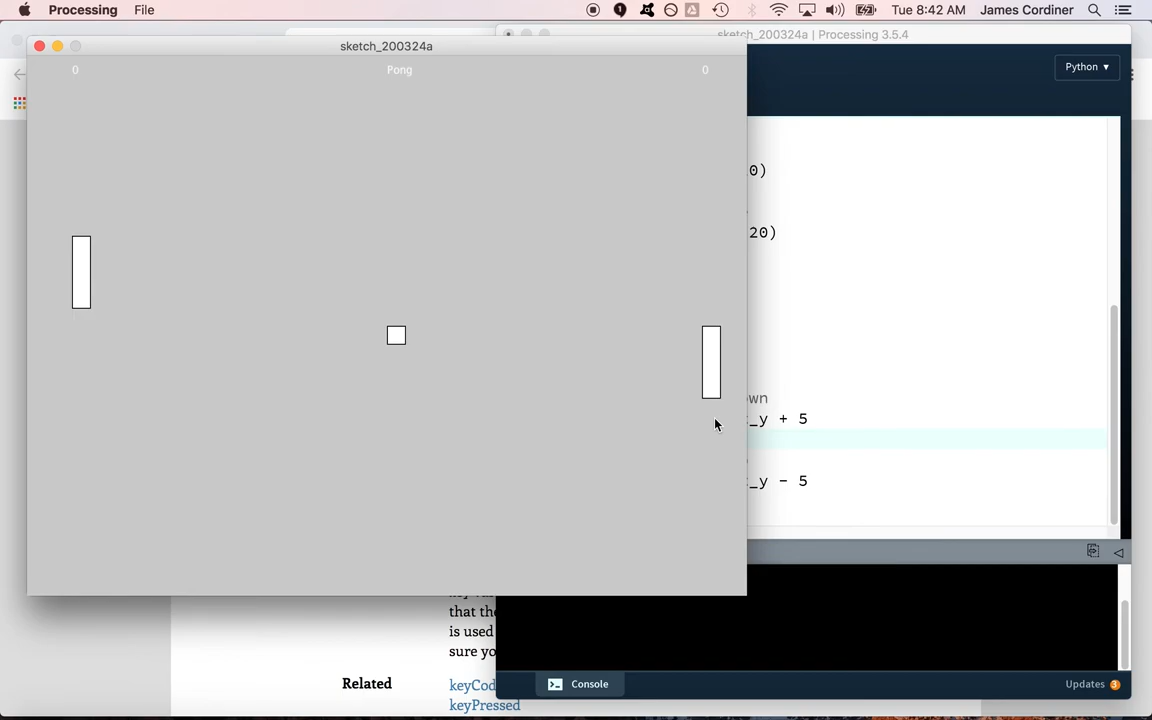 Processing File
Tue 8:42 AM James Cordiner
sketch_200324a
sketch_200324a | Processing 3.5.4
0 Pong 0
Python ▾
0)
20)
wn
_y + 5
_y - 5
that the
is used
sure yo
Related keyCod
keyPressed
Console
Updates 3